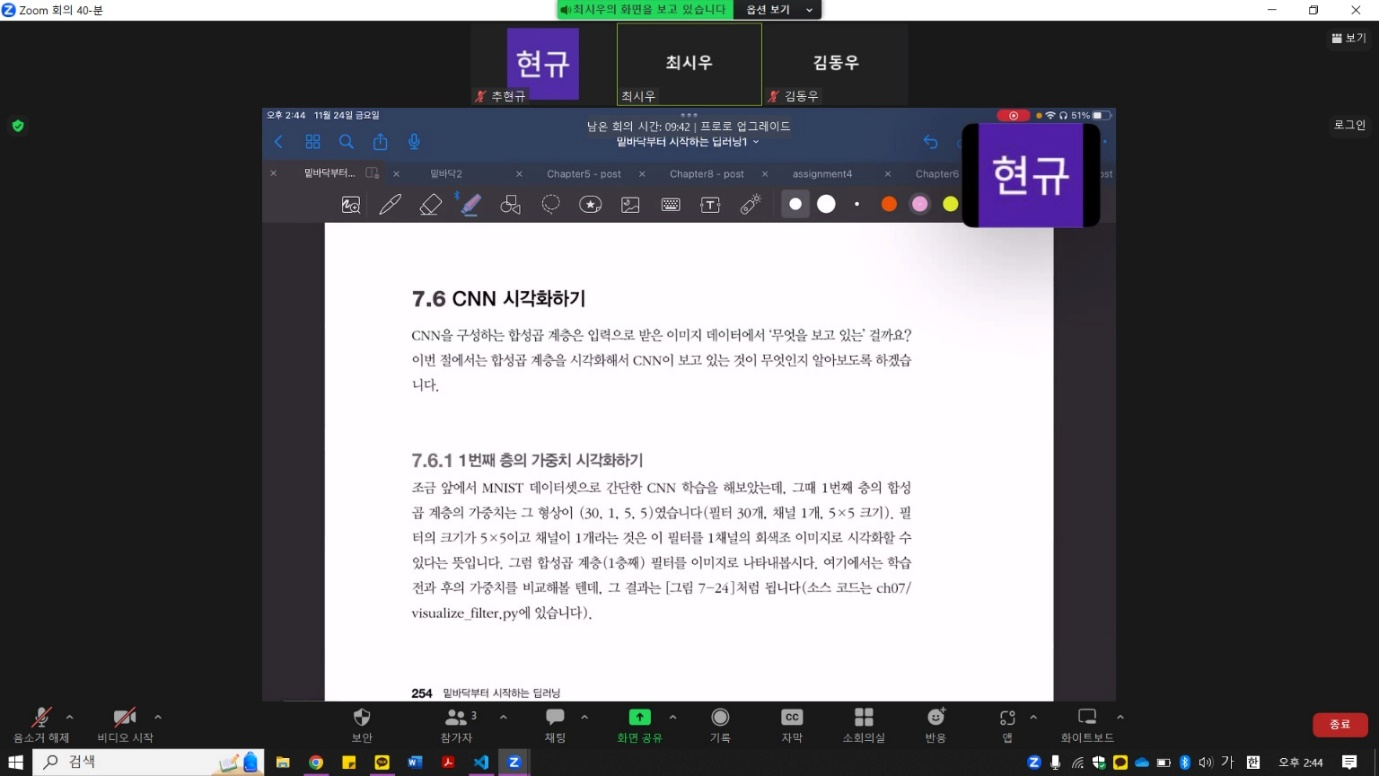 Zoom 회의 40-분
최시우의 화면을 보고 있습니다
옵션 보기
보기
현규
추현규
최시우
최시우
김동우
김동우
로그인
오후 2:44 11월 24일 금요일
51%
남은 회의 시간: 09:42 | 프로로 업그레이드
밑바닥부터 시작하는 딥러닝1
현규
밑바닥부터...
밑바닥2
Chapter5 - post
Chapter8 - post
assignment4
Chapter6
ost
7.6 CNN 시각화하기
CNN을 구성하는 합성곱 계층은 입력으로 받은 이미지 데이터에서 ‘무엇을 보고 있는’ 걸까요?
이번 절에서는 합성곱 계층을 시각화해서 CNN이 보고 있는 것이 무엇인지 알아보도록 하겠습
니다.
7.6.1 1번째 층의 가중치 시각화하기
조금 앞에서 MNIST 데이터셋으로 간단한 CNN 학습을 해보았는데, 그때 1번째 층의 합성
곱 계층의 가중치는 그 형상이 (30, 1, 5, 5)였습니다(필터 30개, 채널 1개, 5×5 크기). 필
터의 크기가 5×5이고 채널이 1개라는 것은 이 필터를 1채널의 회색조 이미지로 시각화할 수
있다는 뜻입니다. 그럼 합성곱 계층(1층째) 필터를 이미지로 나타내봅시다. 여기에서는 학습
전과 후의 가중치를 비교해볼 텐데, 그 결과는 [그림 7-24]처럼 됩니다(소스 코드는 ch07/
visualize_filter.py에 있습니다).
254 밑바닥부터 시작하는 딥러닝
음소거 해제
비디오 시작
보안
3
참가자
채팅
화면 공유
기록
CC
자막
소회의실
반응
앱
화이트보드
종료
검색
가
한
오후 2:44